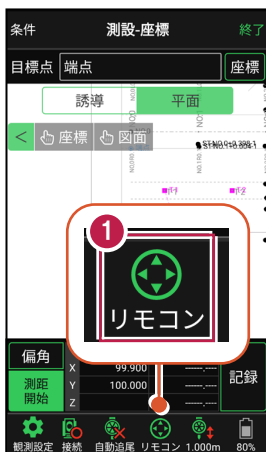 条件 測設-座標 終了
目標点 端点 座標
誘導 平面
< 座標 図面
1
リモコン
偏角
測距
開始
X 99.900 ------.---
Y 100.000 ------.---
Z ------.---
記録
観測設定 接続 自動追尾 リモコン 1.000m 80%